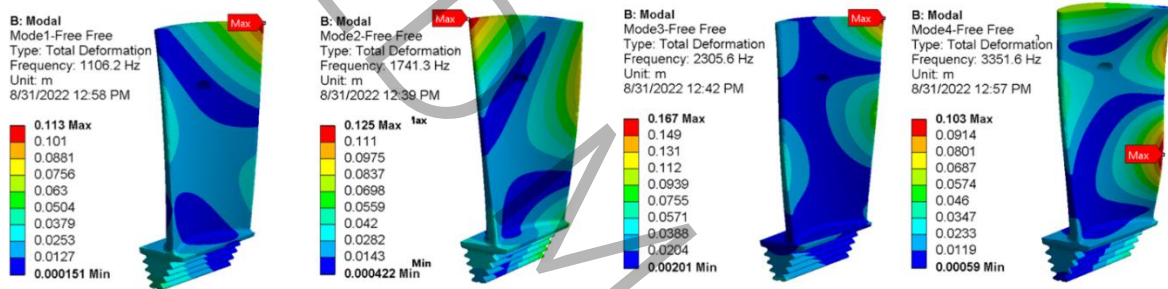 B: Modal
Mode1-Free Free
Type: Total Deformation
Frequency: 1106.2 Hz
Unit: m
8/31/2022 12:58 PM
Max
0.113 Max
0.101
0.0881
0.0756
0.063
0.0504
0.0379
0.0253
0.0127
0.000151 Min
B: Modal
Mode2-Free Free
Type: Total Deformation
Frequency: 1741.3 Hz
Unit: m
8/31/2022 12:39 PM
Max
0.125 Max
0.111
0.0975
0.0837
0.0698
0.0559
0.042
0.0282
0.0143
0.000422 Min
Min
B: Modal
Mode3-Free Free
Type: Total Deformation
Frequency: 2305.6 Hz
Unit: m
8/31/2022 12:42 PM
Max
0.167 Max
0.149
0.131
0.112
0.0939
0.0755
0.0571
0.0388
0.0204
0.00201 Min
B: Modal
Mode4-Free Free
Type: Total Deformation
Frequency: 3351.6 Hz
Unit: m
8/31/2022 12:57 PM
Max
0.103 Max
0.0914
0.0801
0.0687
0.0574
0.046
0.0347
0.0233
0.0119
0.00059 Min